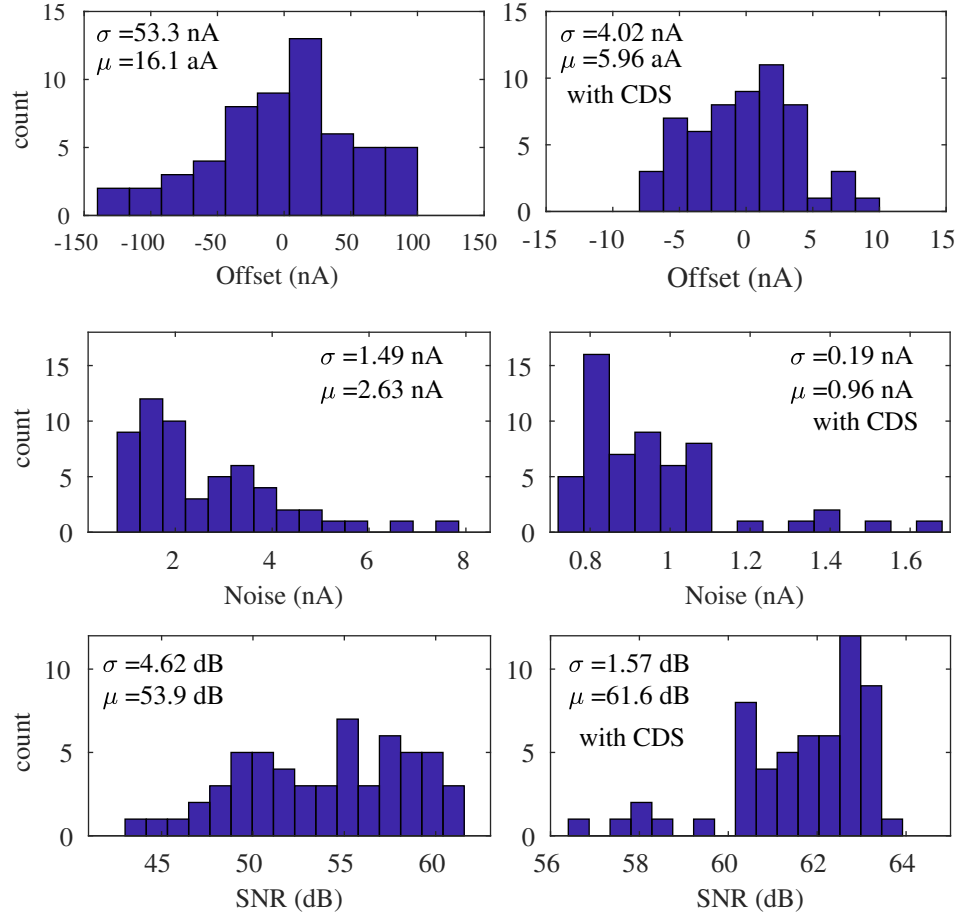 15
10
5
0
count
σ =53.3 nA
μ =16.1 aA
-150 -100 -50 0 50 100 150
Offset (nA)
15
10
5
0
σ =4.02 nA
μ =5.96 aA
with CDS
-15 -10 -5 0 5 10 15
Offset (nA)
15
10
5
0
count
σ =1.49 nA
μ =2.63 nA
2 4 6 8
Noise (nA)
15
10
5
0
σ =0.19 nA
μ =0.96 nA
with CDS
0.8 1 1.2 1.4 1.6
Noise (nA)
10
5
0
count
σ =4.62 dB
μ =53.9 dB
45 50 55 60
SNR (dB)
10
5
0
σ =1.57 dB
μ =61.6 dB
with CDS
56 58 60 62 64
SNR (dB)